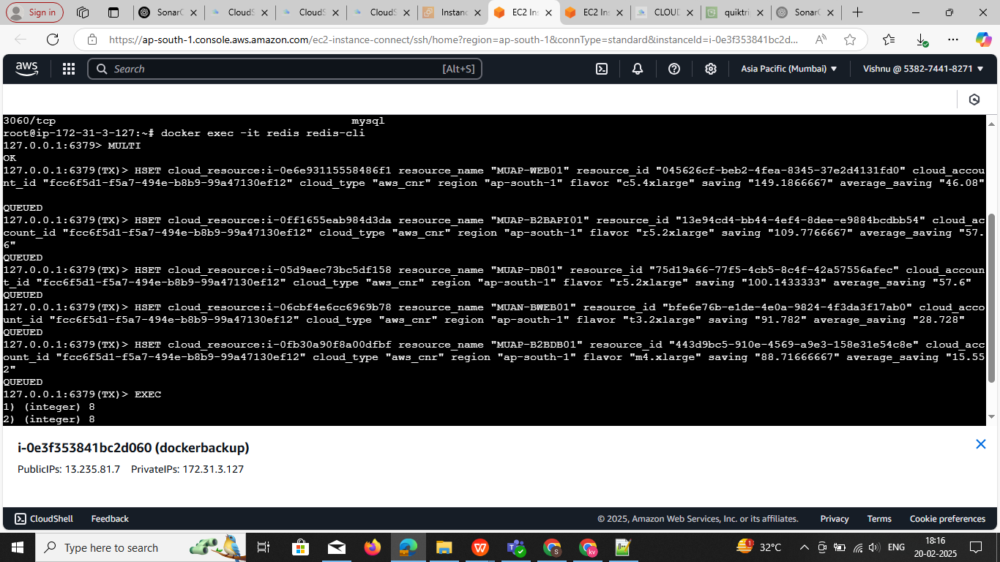 Sign in
SonarC
CloudS
CloudS
CloudS
Instanc
EC2 Ins
EC2 Ins
CLOUD
quiktri
SonarC
https://ap-south-1.console.aws.amazon.com/ec2-instance-connect/ssh/home?region=ap-south-1&connType=standard&instanceId=i-0e3f353841bc2d...
aws
Search
[Alt+S]
Asia Pacific (Mumbai)
Vishnu @ 5382-7441-8271
3060/tcp mysql
root@ip-172-31-3-127:~# docker exec -it redis redis-cli
127.0.0.1:6379> MULTI
OK
127.0.0.1:6379(TX)> HSET cloud_resource:i-0e6e93115558486f1 resource_name "MUAP-WEB01" resource_id "045626cf-beb2-4fea-8345-37e2d4131fd0" cloud_accou
nt_id "fcc6f5d1-f5a7-494e-b8b9-99a47130ef12" cloud_type "aws_cnr" region "ap-south-1" flavor "c5.4xlarge" saving "149.1866667" average_saving "46.08"
QUEUED
127.0.0.1:6379(TX)> HSET cloud_resource:i-0ff1655eab984d3da resource_name "MUAP-B2BAPI01" resource_id "13e94cd4-bb44-4ef4-8dee-e9884bcdbb54" cloud_ac
count_id "fcc6f5d1-f5a7-494e-b8b9-99a47130ef12" cloud_type "aws_cnr" region "ap-south-1" flavor "r5.2xlarge" saving "109.7766667" average_saving "57.
6"
QUEUED
127.0.0.1:6379(TX)> HSET cloud_resource:i-05d9aec73bc5df158 resource_name "MUAP-DB01" resource_id "75d19a66-77f5-4cb5-8c4f-42a57556afec" cloud_accoun
t_id "fcc6f5d1-f5a7-494e-b8b9-99a47130ef12" cloud_type "aws_cnr" region "ap-south-1" flavor "r5.2xlarge" saving "100.1433333" average_saving "57.6"
QUEUED
127.0.0.1:6379(TX)> HSET cloud_resource:i-06cbf4e6cc6969b78 resource_name "MUAN-BWEB01" resource_id "bfe6e76b-e1de-4e0a-9824-4f3da3f17ab0" cloud_acco
unt_id "fcc6f5d1-f5a7-494e-b8b9-99a47130ef12" cloud_type "aws_cnr" region "ap-south-1" flavor "t3.2xlarge" saving "91.782" average_saving "28.728"
QUEUED
127.0.0.1:6379(TX)> HSET cloud_resource:i-0fb30a90f8a00dfbf resource_name "MUAP-B2BDB01" resource_id "443d9bc5-910e-4569-a9e3-158e31e54c8e" cloud_acc
ount_id "fcc6f5d1-f5a7-494e-b8b9-99a47130ef12" cloud_type "aws_cnr" region "ap-south-1" flavor "m4.xlarge" saving "88.71666667" average_saving "15.55
2"
QUEUED
127.0.0.1:6379(TX)> EXEC
1) (integer) 8
2) (integer) 8
i-0e3f353841bc2d060 (dockerbackup)
PublicIPs: 13.235.81.7 PrivateIPs: 172.31.3.127
CloudShell Feedback © 2025, Amazon Web Services, Inc. or its affiliates. Privacy Terms Cookie preferences
Type here to search
32°C
ENG
18:16
20-02-2025